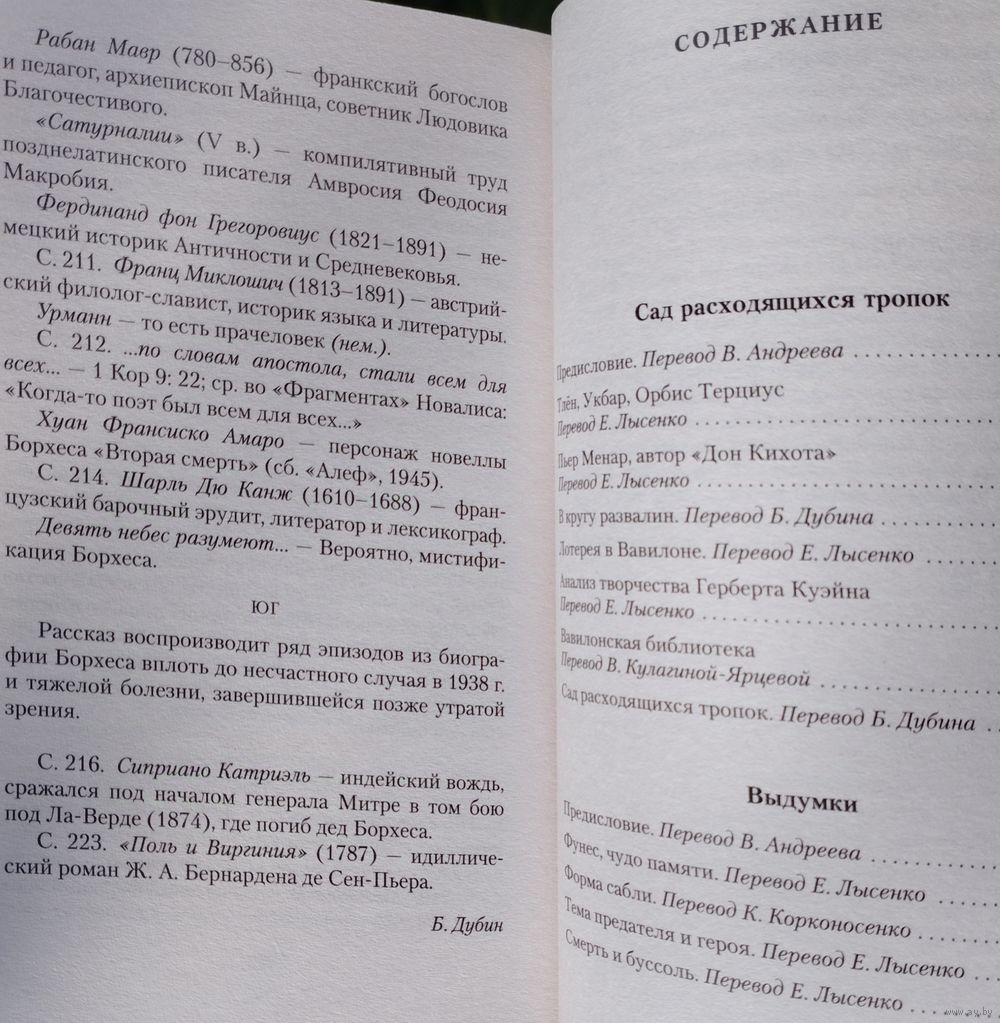 Рабан Мавр (780–856) — франкский богослов
и педагог, архиепископ Майнца, советник Людовика
Благочестивого.
«Сатурналии» (V в.) — компилятивный труд
позднелатинского писателя Амвросия Феодосия
Макробия.
Фердинанд фон Грегоровиус (1821–1891) — не-
мецкий историк Античности и Средневековья.
С. 211. Франц Миклошич (1813–1891) — австрий-
ский филолог-славист, историк языка и литературы.
Урманн — то есть прачеловек (нем.).
С. 212. ...по словам апостола, стали всем для
всех... — 1 Кор 9: 22; ср. во «Фрагментах» Новалиса:
«Когда-то поэт был всем для всех...»
Хуан Франсиско Амаро — персонаж новеллы
Борхеса «Вторая смерть» (сб. «Алеф», 1945).
С. 214. Шарль Дю Канж (1610–1688) — фран-
цузский барочный эрудит, литератор и лексикограф.
Девять небес разумеют... — Вероятно, мистифи-
кация Борхеса.
ЮГ
Рассказ воспроизводит ряд эпизодов из биогра-
фии Борхеса вплоть до несчастного случая в 1938 г.
и тяжелой болезни, завершившейся позже утратой
зрения.
С. 216. Сиприано Катриэль — индейский вождь,
сражался под началом генерала Митре в том бою
под Ла-Верде (1874), где погиб дед Борхеса.
С. 223. «Поль и Виргиния» (1787) — идилличе-
ский роман Ж. А. Бернардена де Сен-Пьера.
Б. Дубин
СОДЕРЖАНИЕ
Сад расходящихся тропок
Предисловие. Перевод В. Андреева . . . . . . . . . . . .
Тлён, Укбар, Орбис Терциус
Перевод Е. Лысенко . . . . . . . . . . . . . . . . . . . . . . . .
Пьер Менар, автор «Дон Кихота»
Перевод Е. Лысенко . . . . . . . . . . . . . . . . . . . . . . . .
В кругу развалин. Перевод Б. Дубина . . . . . . . . . .
Лотерея в Вавилоне. Перевод Е. Лысенко . . . . . .
Анализ творчества Герберта Куэйна
Перевод Е. Лысенко . . . . . . . . . . . . . . . . . . . . . . . .
Вавилонская библиотека
Перевод В. Кулагиной-Ярцевой . . . . . . . . . . . . . .
Сад расходящихся тропок. Перевод Б. Дубина . .
Выдумки
Предисловие. Перевод В. Андреева . . . . . . . . . . .
Фунес, чудо памяти. Перевод Е. Лысенко . . . . .
Форма сабли. Перевод К. Корконосенко . . . . . . .
Тема предателя и героя. Перевод Е. Лысенко . . .
Смерть и буссоль. Перевод Е. Лысенко . . . . . . . .
www.ay.by